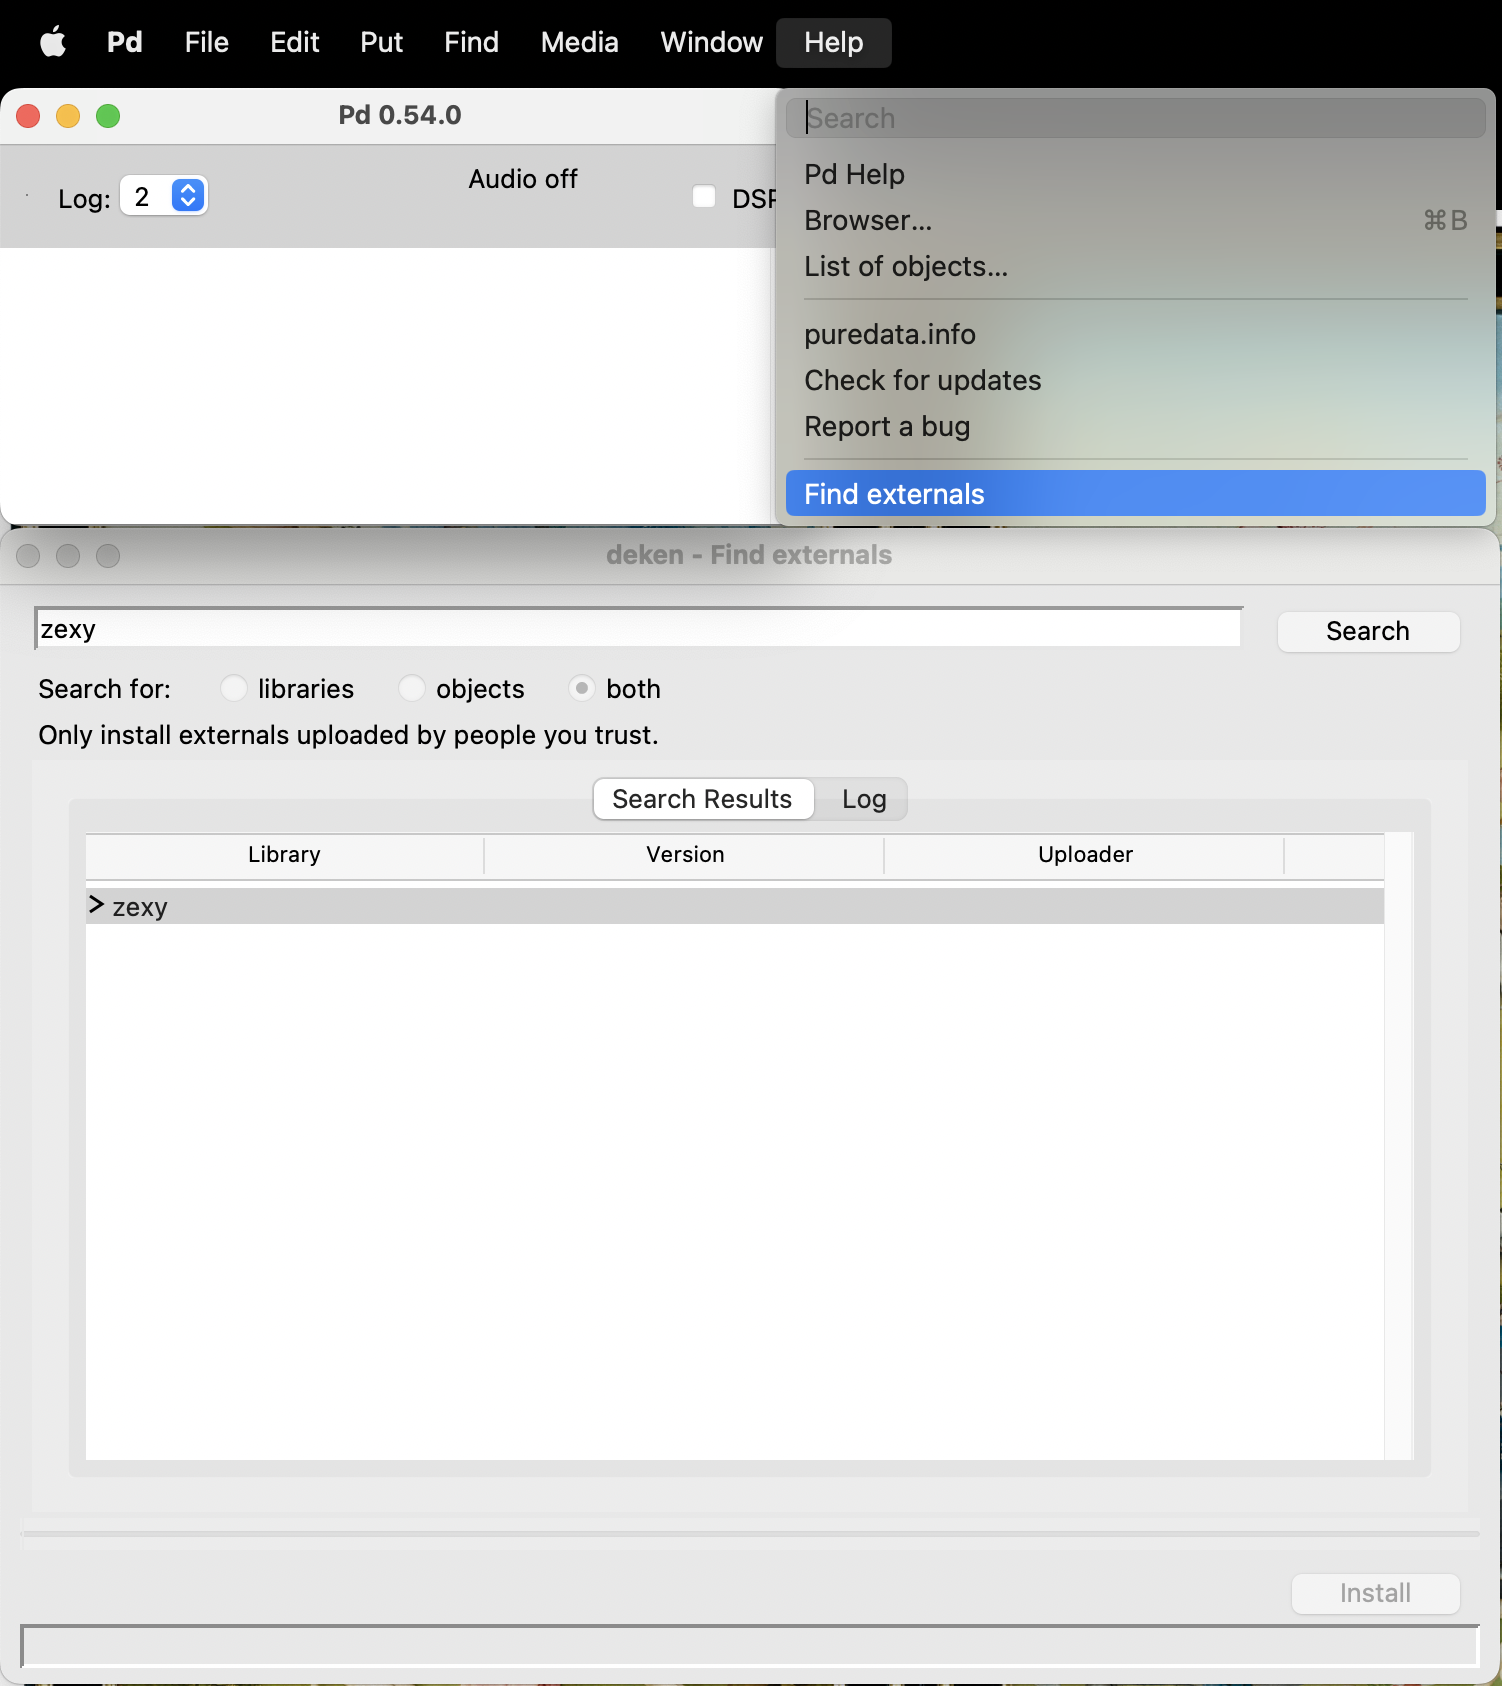 Pd File Edit Put Find Media Window Help
Pd 0.54.0
Log: 2
Audio off
DSP
Search
Pd Help
Browser... ⌘B
List of objects...
puredata.info
Check for updates
Report a bug
Find externals
deken - Find externals
zexy
Search
Search for: libraries objects both
Only install externals uploaded by people you trust.
Search Results Log
Library Version Uploader
> zexy
Install